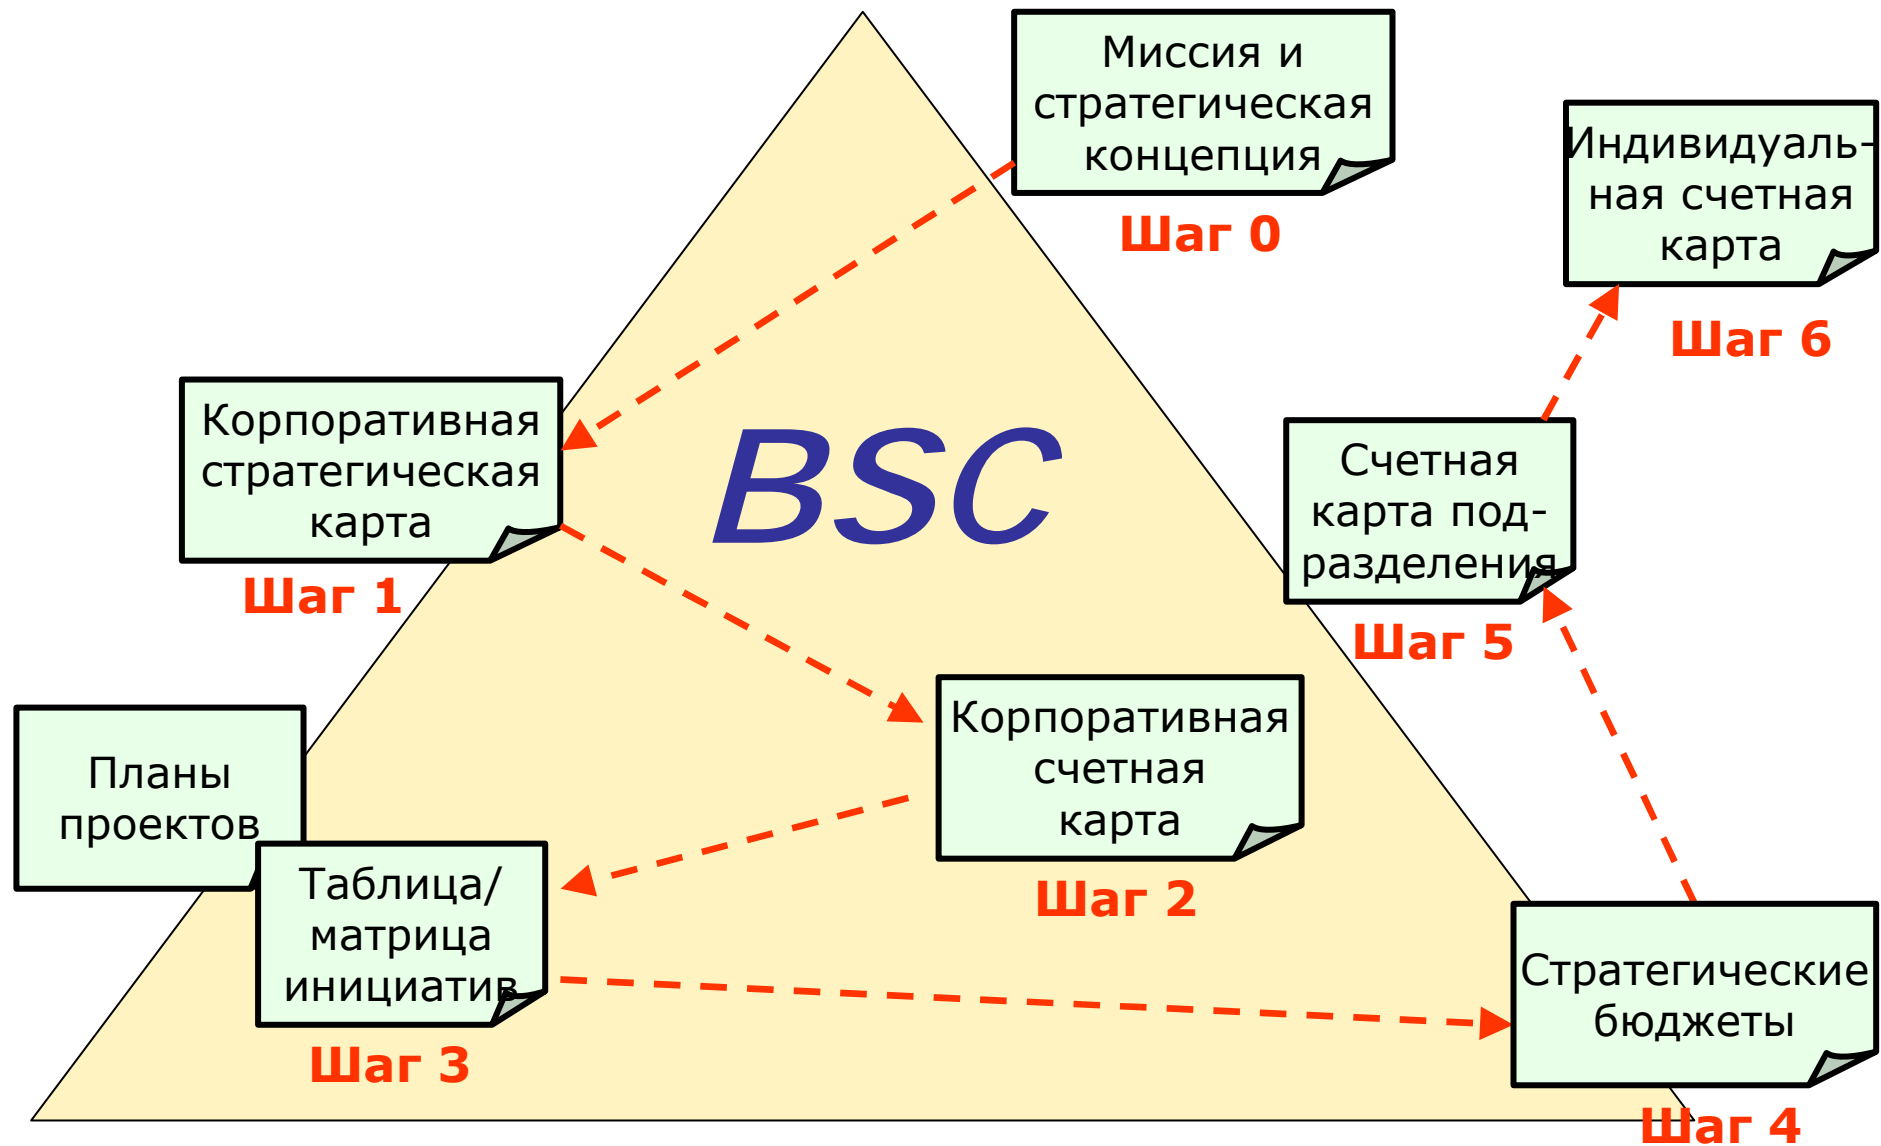 Миссия и
стратегическая
концепция
Шаг 0
Индивидуаль-
ная счетная
карта
Шаг 6
Корпоративная
стратегическая
карта
Шаг 1
BSC
Счетная
карта под-
разделения
Шаг 5
Корпоративная
счетная
карта
Шаг 2
Планы
проектов
Таблица/
матрица
инициатив
Шаг 3
Стратегические
бюджеты
Шаг 4